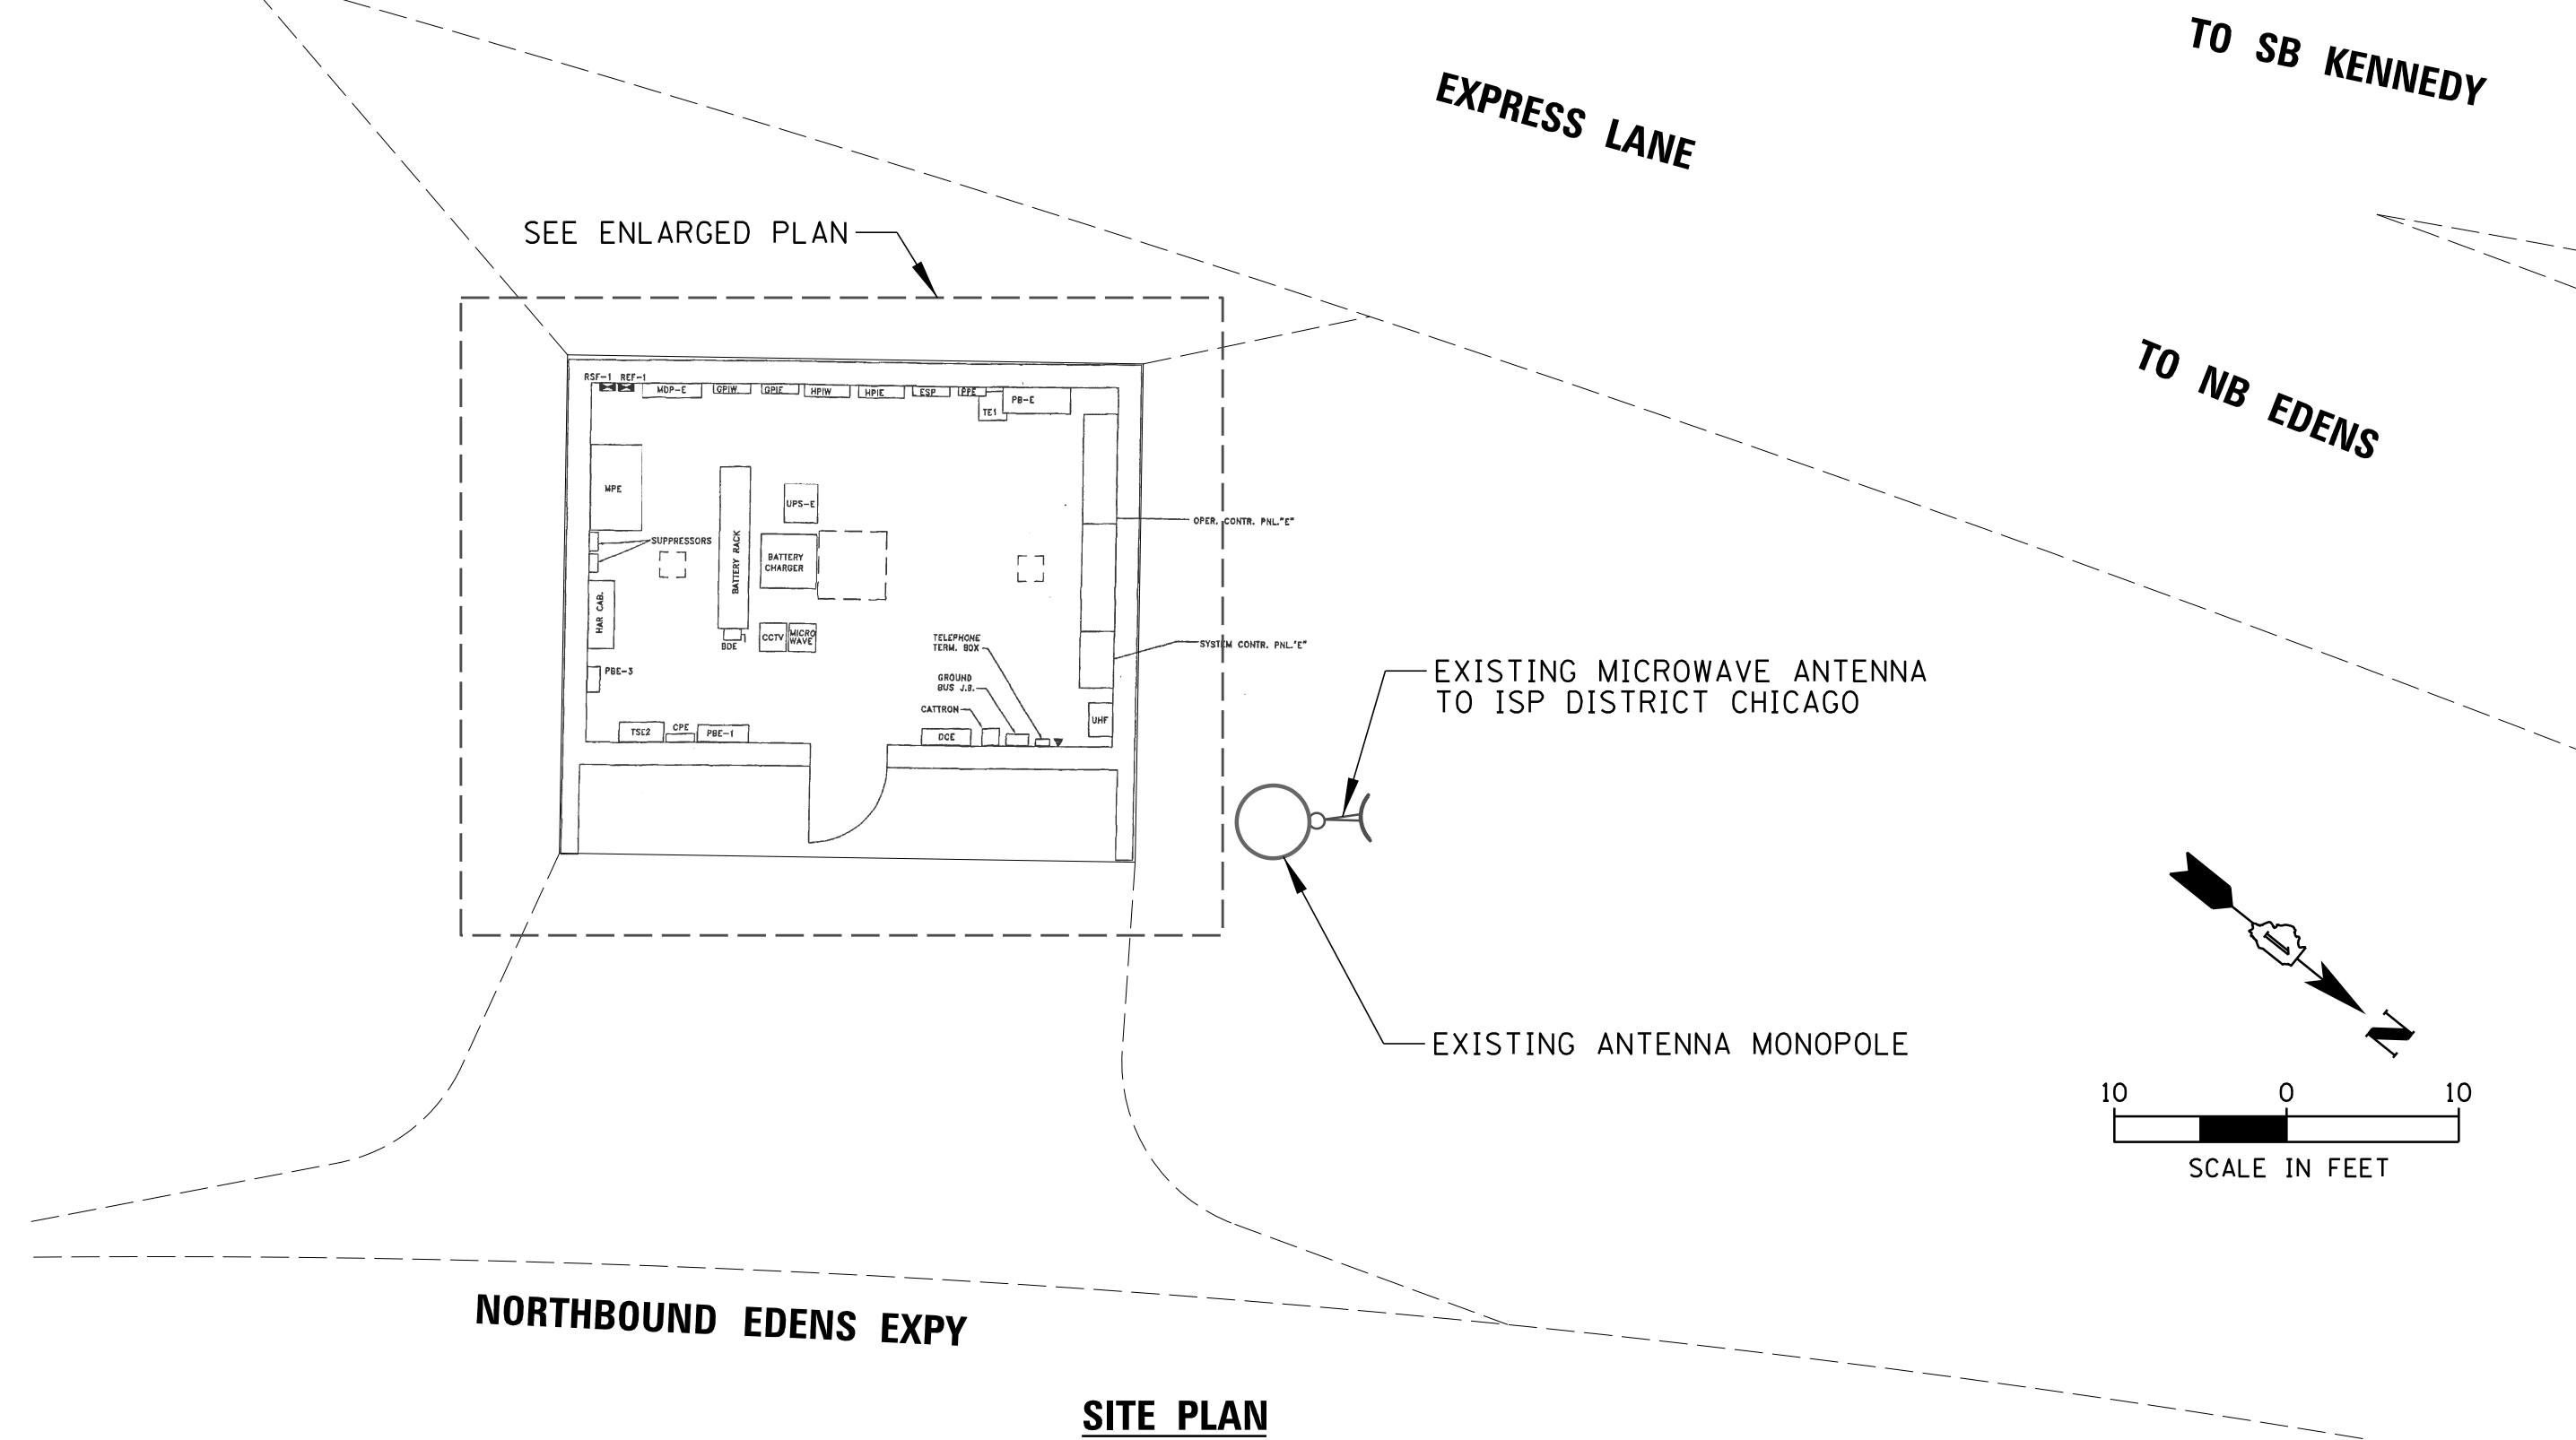 TO SB KENNEDY
EXPRESS LANE
SEE ENLARGED PLAN
TO NB EDENS
RSF-1 REF-1
MDP-E
GPIW
GPIE
HPIW
HPIE
ESP
PPE
TE1
PB-E
MPE
UPS-E
OPER. CONTR. PNL."E"
SUPPRESSORS
BATTERY RACK
BATTERY
CHARGER
HAR CAB.
BDE
1
CCTV
MICRO
WAVE
TELEPHONE
TERM. BOX
SYSTEM CONTR. PNL."E"
PBE-3
GROUND
BUS J.B.
CATTRON
UHF
TSE2
CPE
PBE-1
DCE
EXISTING MICROWAVE ANTENNA
TO ISP DISTRICT CHICAGO
EXISTING ANTENNA MONOPOLE
N
10 0 10
SCALE IN FEET
NORTHBOUND EDENS EXPY
SITE PLAN